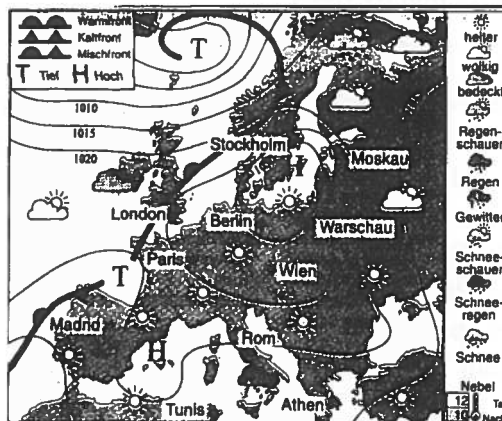 Warmfront
Kaltfront
Mischfront
T Tief H Hoch
T
1010
1015
1020
Stockholm
H
Moskau
London
Berlin
Warschau
Paris
T
Wien
Madrid
H
Rom
Tunis
Athen
heiter
wolkig
bedeckt
Regen-
schauer
Regen
Gewitter
Schnee-
schauer
Schnee-
regen
Schnee
Nebel
12
10